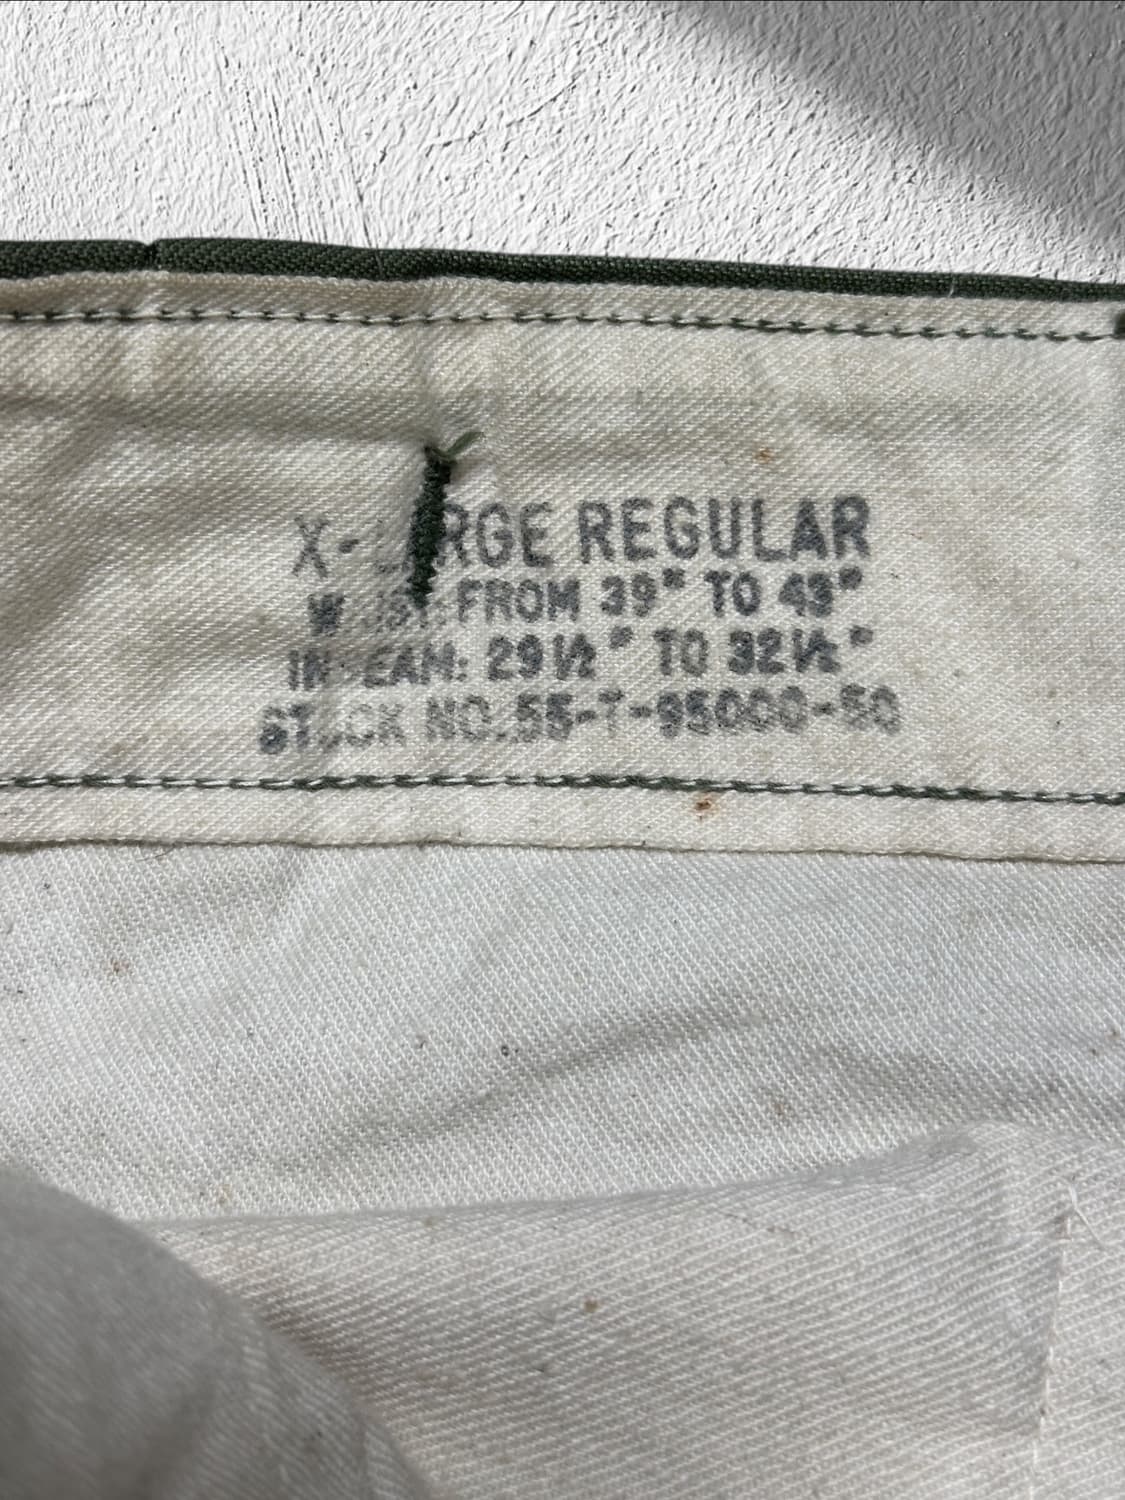 X-LARGE REGULAR
WAIST: FROM 39" TO 43"
INSEAM: 29½" TO 32½"
STOCK NO. 55-T-95000-50